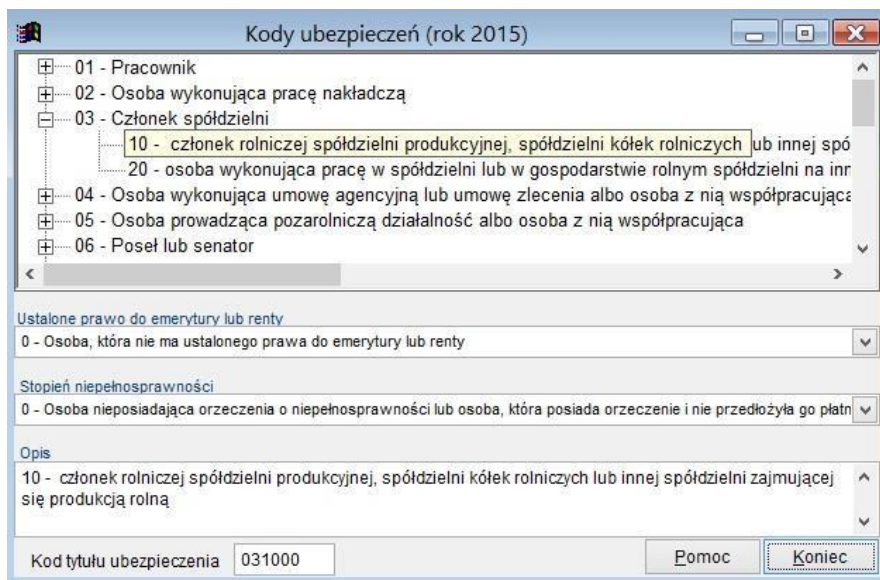 Kody ubezpieczeń (rok 2015)
01 - Pracownik
02 - Osoba wykonująca pracę nakładczą
03 - Członek spółdzielni
10 -  członek rolniczej spółdzielni produkcyjnej, spółdzielni kółek rolniczych ub innej spó
20 - osoba wykonująca pracę w spółdzielni lub w gospodarstwie rolnym spółdzielni na inn
04 - Osoba wykonująca umowę agencyjną lub umowę zlecenia albo osoba z nią współpracująca
05 - Osoba prowadząca pozarolniczą działalność albo osoba z nią współpracująca
06 - Poseł lub senator
Ustalone prawo do emerytury lub renty
0 - Osoba, która nie ma ustalonego prawa do emerytury lub renty
Stopień niepełnosprawności
0 - Osoba nieposiadająca orzeczenia o niepełnosprawności lub osoba, która posiada orzeczenie i nie przedłożyła go płatn
Opis
10 -  członek rolniczej spółdzielni produkcyjnej, spółdzielni kółek rolniczych lub innej spółdzielni zajmującej
się produkcją rolną
Kod tytułu ubezpieczenia 031000 Pomoc Koniec